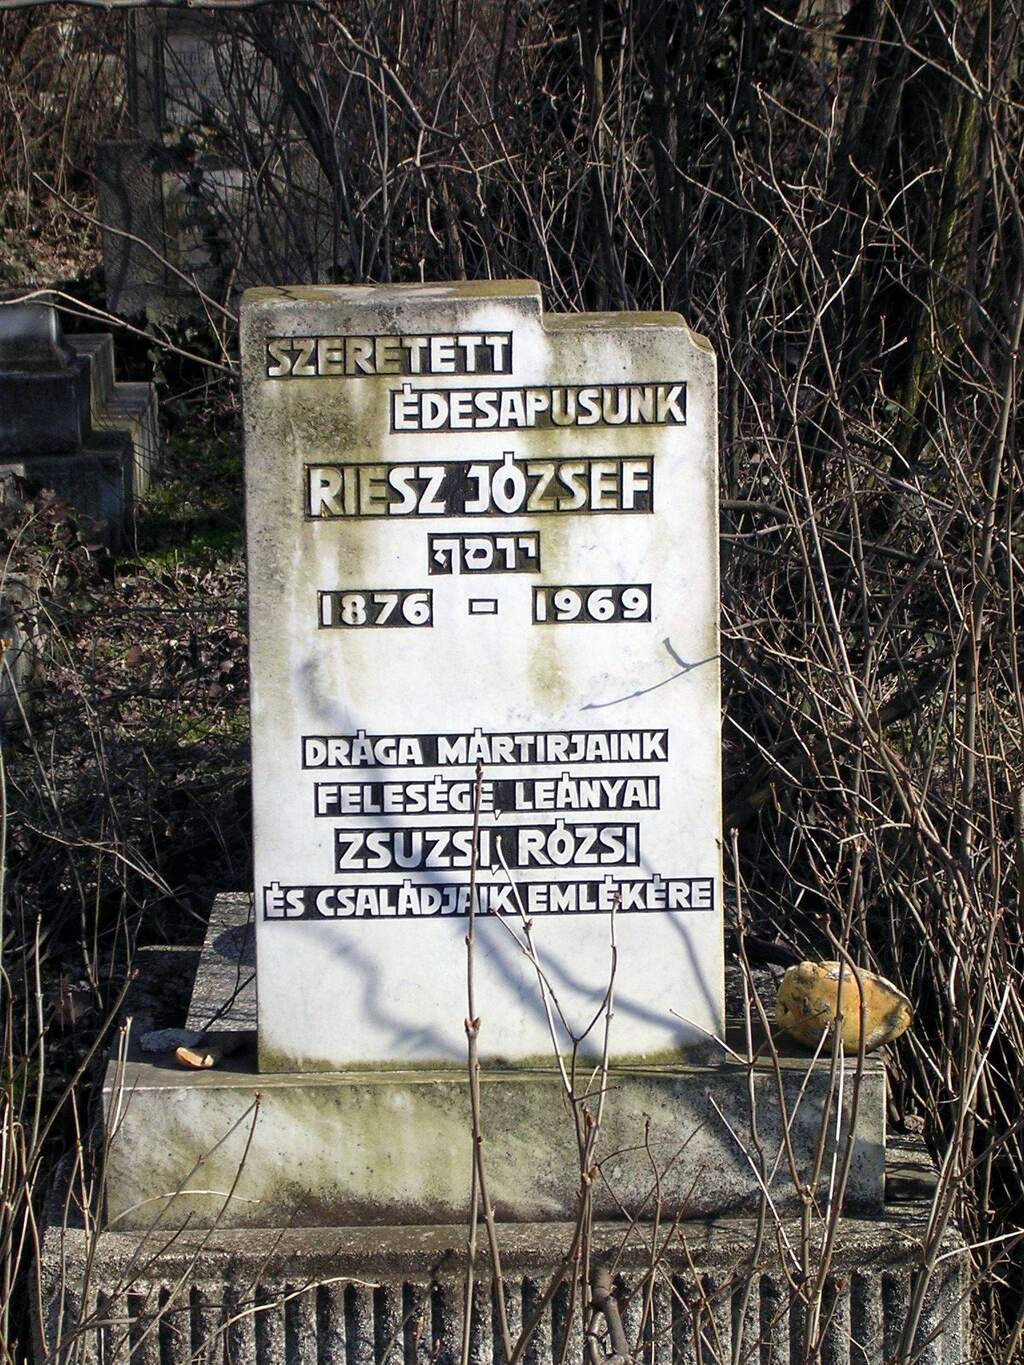 SZERETETT
ÉDESAPUSUNK
RIESZ JÓZSEF
יוסף
1876 - 1969
DRÁGA MÁRTIRJAINK
FELESÉGE, LEÁNYAI
ZSUZSI, RÓZSI
ÉS CSALÁDJAIK EMLÉKÉRE